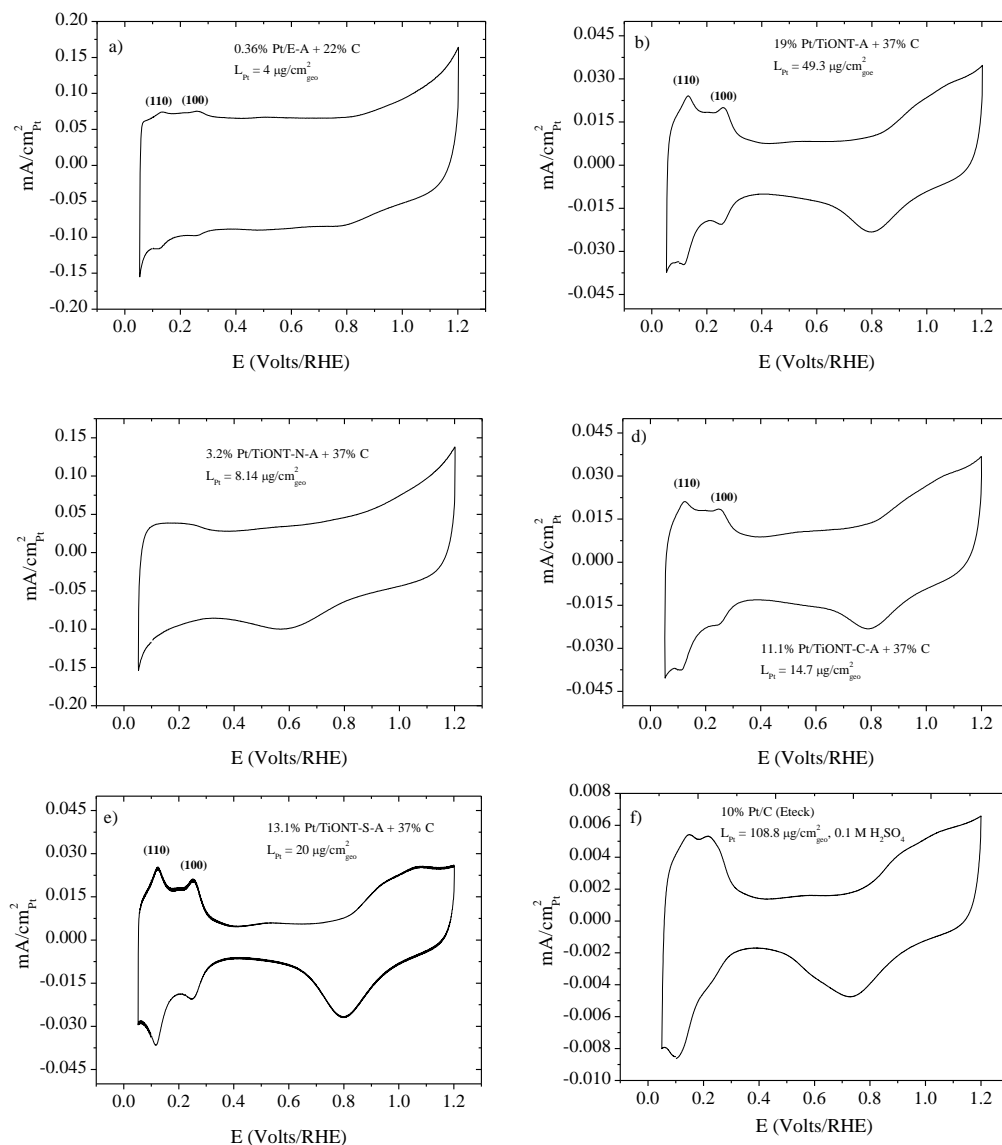 a)
0.36% Pt/E-A + 22% C
L_Pt = 4 μg/cm²_geo
(110) (100)
mA/cm²_Pt
0.20
0.15
0.10
0.05
0.00
-0.05
-0.10
-0.15
-0.20
0.0 0.2 0.4 0.6 0.8 1.0 1.2
E (Volts/RHE)
b)
19% Pt/TiONT-A + 37% C
L_Pt = 49.3 μg/cm²_goe
(110) (100)
mA/cm²_Pt
0.045
0.030
0.015
0.000
-0.015
-0.030
-0.045
0.0 0.2 0.4 0.6 0.8 1.0 1.2
E (Volts/RHE)
3.2% Pt/TiONT-N-A + 37% C
L_Pt = 8.14 μg/cm²_geo
mA/cm²_Pt
0.15
0.10
0.05
0.00
-0.05
-0.10
-0.15
-0.20
0.0 0.2 0.4 0.6 0.8 1.0 1.2
E (Volts/RHE)
d)
(110) (100)
11.1% Pt/TiONT-C-A + 37% C
L_Pt = 14.7 μg/cm²_geo
mA/cm²_Pt
0.045
0.030
0.015
0.000
-0.015
-0.030
-0.045
0.0 0.2 0.4 0.6 0.8 1.0 1.2
E (Volts/RHE)
e)
13.1% Pt/TiONT-S-A + 37% C
L_Pt = 20 μg/cm²_geo
(110) (100)
mA/cm²_Pt
0.045
0.030
0.015
0.000
-0.015
-0.030
-0.045
0.0 0.2 0.4 0.6 0.8 1.0 1.2
E (Volts/RHE)
f)
10% Pt/C (Eteck)
L_Pt = 108.8 μg/cm²_geo, 0.1 M H₂SO₄
mA/cm²_Pt
0.008
0.006
0.004
0.002
0.000
-0.002
-0.004
-0.006
-0.008
-0.010
0.0 0.2 0.4 0.6 0.8 1.0 1.2
E (Volts/RHE)